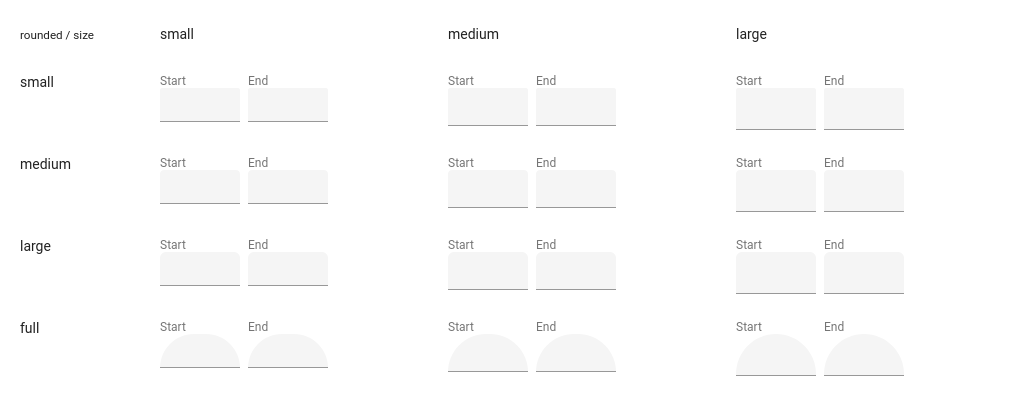 rounded / size small medium large
small Start End Start End Start End
medium Start End Start End Start End
large Start End Start End Start End
full Start End Start End Start End